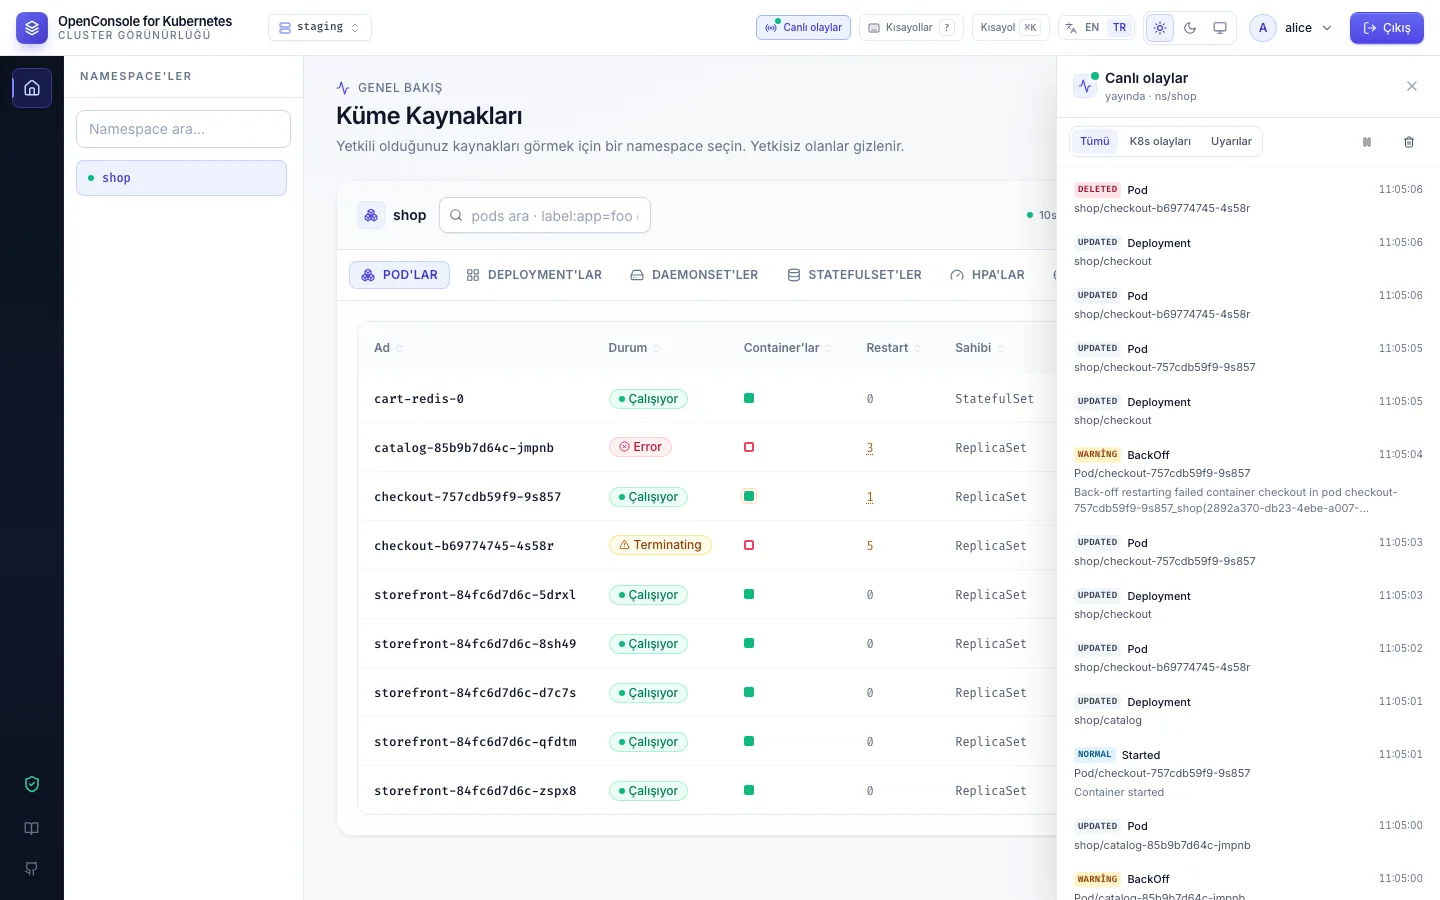 OpenConsole for Kubernetes
CLUSTER GÖRÜNÜRLÜĞÜ
staging
Canlı olaylar
Kısayollar ?
Kısayol ⌘K
EN TR
A alice
Çıkış
NAMESPACE'LER
Namespace ara...
shop
GENEL BAKIŞ
Küme Kaynakları
Yetkili olduğunuz kaynakları görmek için bir namespace seçin. Yetkisiz olanlar gizlenir.
shop
pods ara · label:app=foo
10s
POD'LAR DEPLOYMENT'LAR DAEMONSET'LER STATEFULSET'LER HPA'LAR
Ad Durum Container'lar Restart Sahibi
cart-redis-0 Çalışıyor 0 StatefulSet
catalog-85b9b7d64c-jmpnb Error 3 ReplicaSet
checkout-757cdb59f9-9s857 Çalışıyor 1 ReplicaSet
checkout-b69774745-4s58r Terminating 5 ReplicaSet
storefront-84fc6d7d6c-5drxl Çalışıyor 0 ReplicaSet
storefront-84fc6d7d6c-8sh49 Çalışıyor 0 ReplicaSet
storefront-84fc6d7d6c-d7c7s Çalışıyor 0 ReplicaSet
storefront-84fc6d7d6c-qfdtm Çalışıyor 0 ReplicaSet
storefront-84fc6d7d6c-zspx8 Çalışıyor 0 ReplicaSet
Canlı olaylar
yayında · ns/shop
Tümü K8s olayları Uyarılar
DELETED Pod 11:05:06
shop/checkout-b69774745-4s58r
UPDATED Deployment 11:05:06
shop/checkout
UPDATED Pod 11:05:06
shop/checkout-b69774745-4s58r
UPDATED Pod 11:05:05
shop/checkout-757cdb59f9-9s857
UPDATED Deployment 11:05:05
shop/checkout
WARNİNG BackOff 11:05:04
Pod/checkout-757cdb59f9-9s857
Back-off restarting failed container checkout in pod checkout-
757cdb59f9-9s857_shop(2892a370-db23-4ebe-a007-...
UPDATED Pod 11:05:03
shop/checkout-757cdb59f9-9s857
UPDATED Deployment 11:05:03
shop/checkout
UPDATED Pod 11:05:02
shop/checkout-b69774745-4s58r
UPDATED Deployment 11:05:01
shop/catalog
NORMAL Started 11:05:01
Pod/checkout-757cdb59f9-9s857
Container started
UPDATED Pod 11:05:00
shop/catalog-85b9b7d64c-jmpnb
WARNİNG BackOff 11:05:00
Pod/catalog-85b9b7d64c-jmpnb